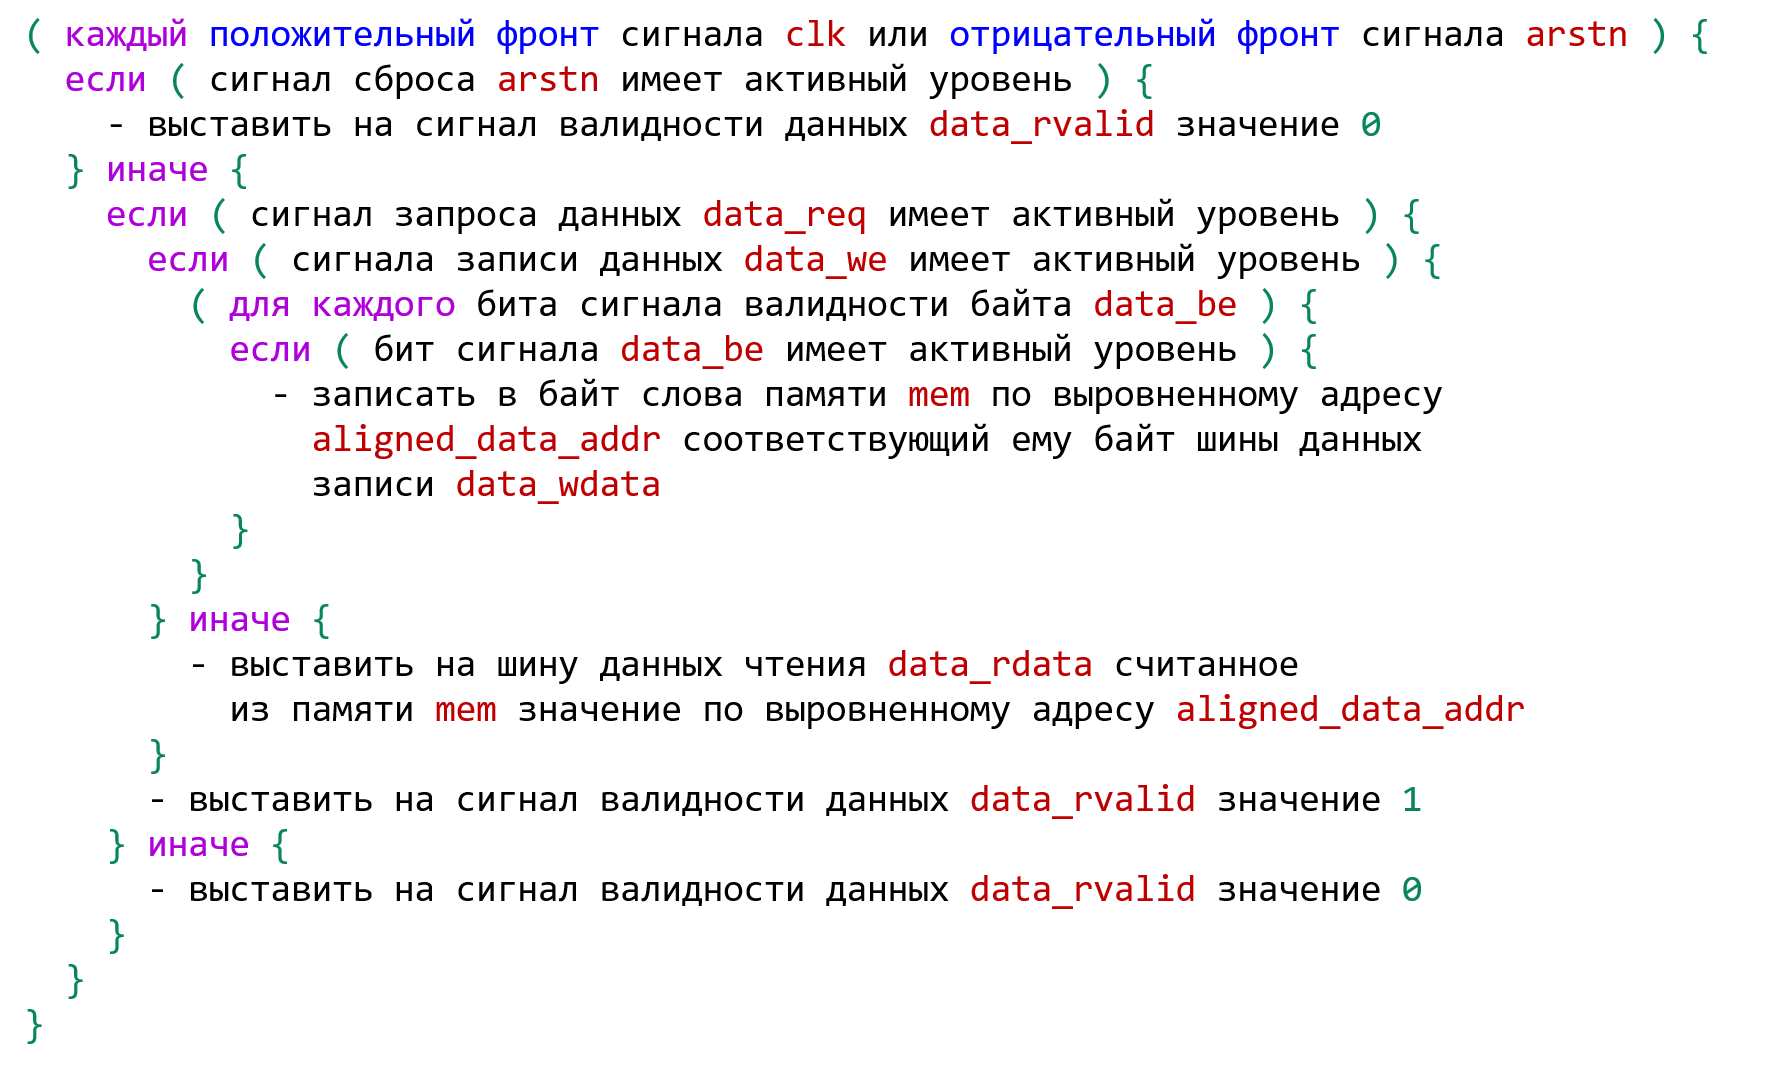 ( каждый положительный фронт сигнала clk или отрицательный фронт сигнала arstn ) {
если ( сигнал сброса arstn имеет активный уровень ) {
- выставить на сигнал валидности данных data_rvalid значение 0
} иначе {
если ( сигнал запроса данных data_req имеет активный уровень ) {
если ( сигнала записи данных data_we имеет активный уровень ) {
( для каждого бита сигнала валидности байта data_be ) {
если ( бит сигнала data_be имеет активный уровень ) {
- записать в байт слова памяти mem по выровненному адресу
aligned_data_addr соответствующий ему байт шины данных
записи data_wdata
}
}
} иначе {
- выставить на шину данных чтения data_rdata считанное
из памяти mem значение по выровненному адресу aligned_data_addr
}
- выставить на сигнал валидности данных data_rvalid значение 1
} иначе {
- выставить на сигнал валидности данных data_rvalid значение 0
}
}
}